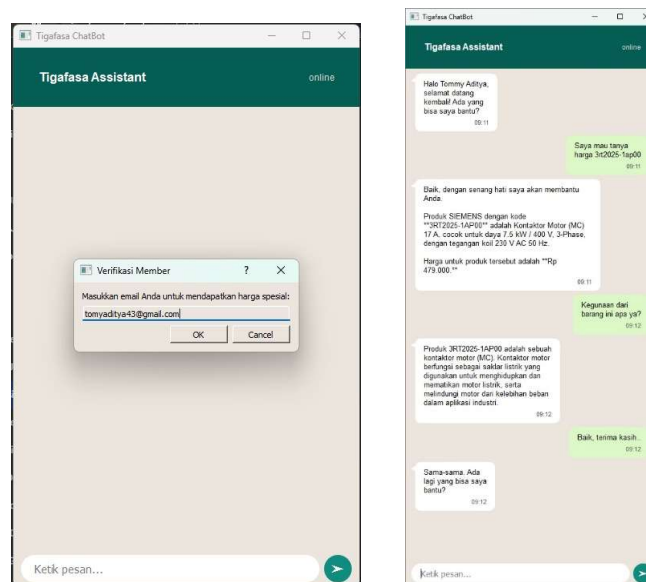 Tigafasa ChatBot
Tigafasa Assistant
online
Verifikasi Member
?
Masukkan email Anda untuk mendapatkan harga spesial:
tomyaditya43@gmail.com
OK
Cancel
Ketik pesan...
Tigafasa ChatBot
Tigafasa Assistant
online
Halo Tommy Aditya,
selamat datang
kembali! Ada yang
bisa saya bantu?
09:11
Saya mau tanya
harga 3rt2025-1ap00
09:11
Baik, dengan senang hati saya akan membantu
Anda.
Produk SIEMENS dengan kode
**3RT2025-1AP00** adalah Kontaktor Motor (MC)
17 A, cocok untuk daya 7.5 kW / 400 V, 3-Phase,
dengan tegangan koil 230 V AC 50 Hz.
Harga untuk produk tersebut adalah **Rp
479.000.**
09:11
Kegunaan dari
barang ini apa ya?
09:12
Produk 3RT2025-1AP00 adalah sebuah
kontaktor motor (MC). Kontaktor motor
berfungsi sebagai saklar listrik yang
digunakan untuk menghidupkan dan
mematikan motor listrik, serta
melindungi motor dari kelebihan beban
dalam aplikasi industri.
09:12
Baik, terima kasih..
09:12
Sama-sama. Ada
lagi yang bisa saya
bantu?
09:12
Ketik pesan...